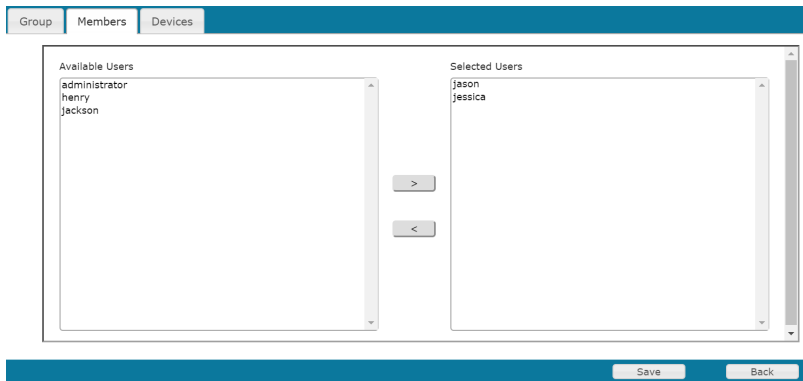 Group Members Devices
Available Users Selected Users
administrator
henry
jackson
jason
jessica
>
<
Save Back